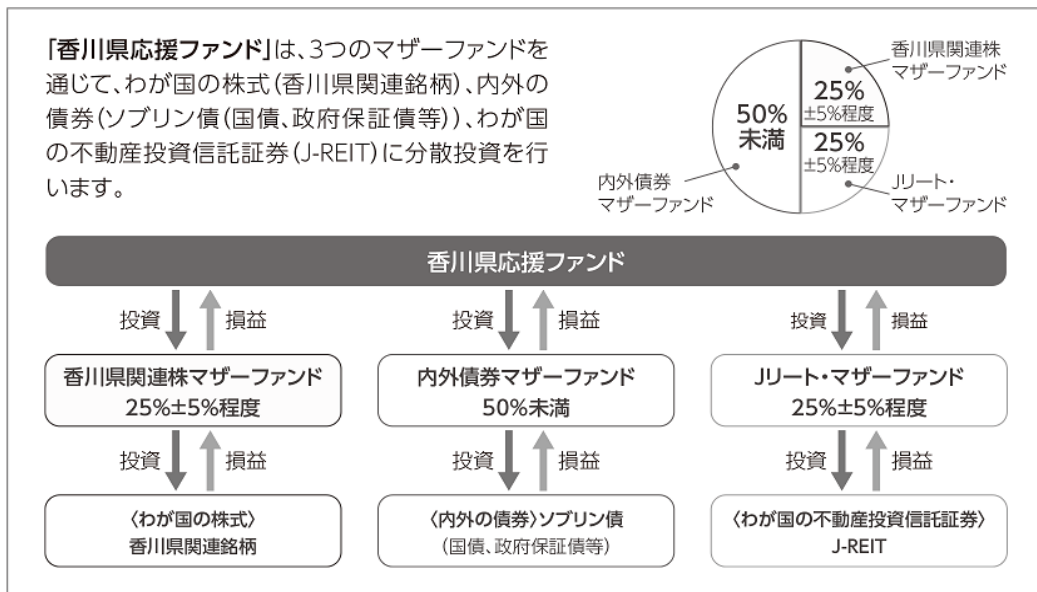 「香川県応援ファンド」は、3つのマザーファンドを
通じて、わが国の株式(香川県関連銘柄)、内外の
債券(ソブリン債(国債、政府保証債等))、わが国
の不動産投資信託証券(J-REIT)に分散投資を行
います。
香川県関連株
マザーファンド
25%
±5%程度
50%
未満
25%
±5%程度
内外債券
マザーファンド
Jリート・
マザーファンド
香川県応援ファンド
投資 損益 投資 損益 投資 損益
香川県関連株マザーファンド
25%±5%程度
内外債券マザーファンド
50%未満
Jリート・マザーファンド
25%±5%程度
投資 損益 投資 損益 投資 損益
〈わが国の株式〉
香川県関連銘柄
〈内外の債券〉ソブリン債
(国債、政府保証債等)
〈わが国の不動産投資信託証券〉
J-REIT